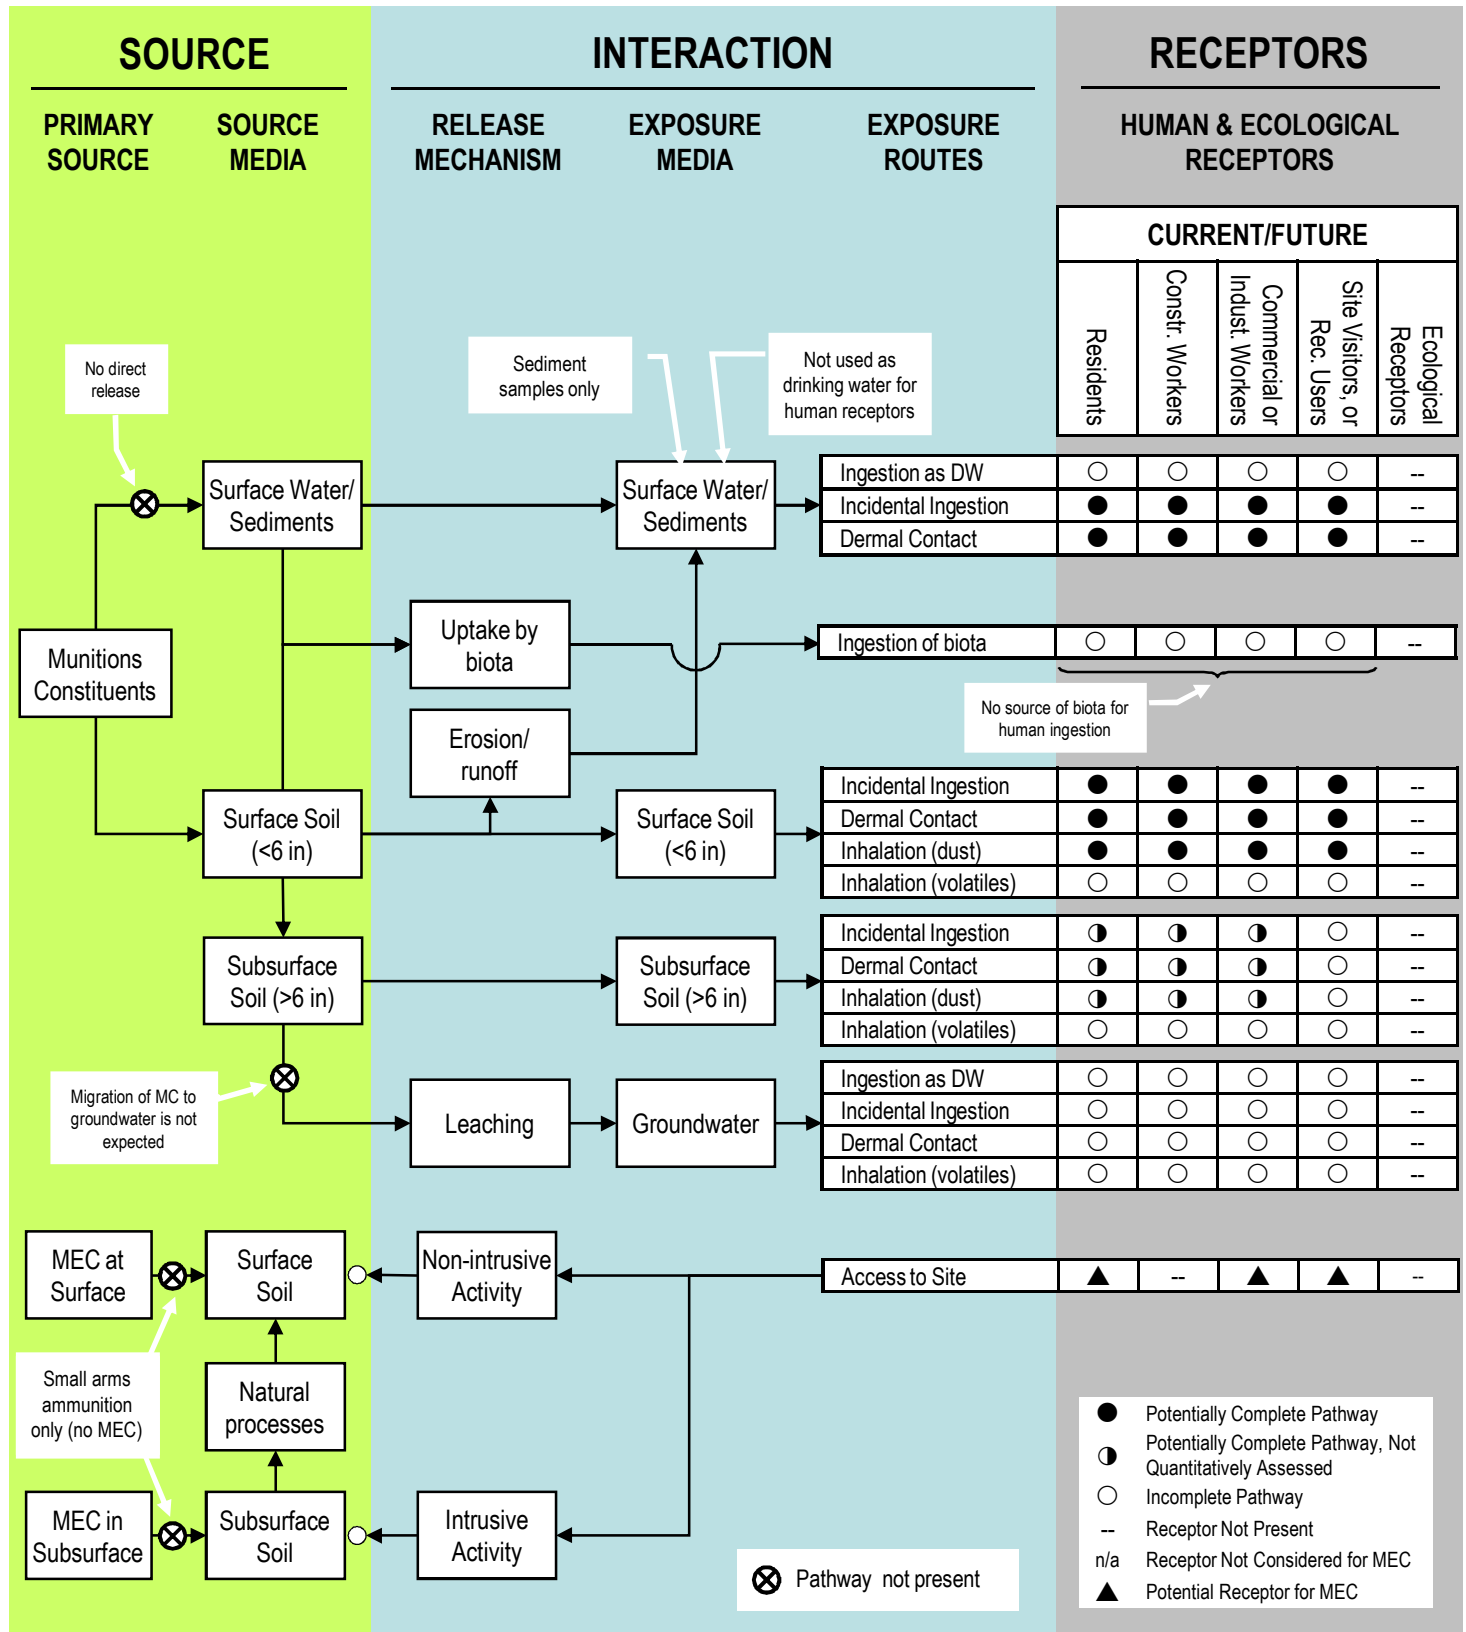 SOURCE
INTERACTION
RECEPTORS
PRIMARY
SOURCE
SOURCE
MEDIA
RELEASE
MECHANISM
EXPOSURE
MEDIA
EXPOSURE
ROUTES
HUMAN & ECOLOGICAL
RECEPTORS
CURRENT/FUTURE
Residents
Constr. Workers
Commercial or
Indust. Workers
Site Visitors, or
Rec. Users
Ecological
Receptors
No direct
release
Sediment
samples only
Not used as
drinking water for
human receptors
Surface Water/
Sediments
Surface Water/
Sediments
Ingestion as DW --
Incidental Ingestion --
Dermal Contact --
Munitions
Constituents
Uptake by
biota
Ingestion of biota --
No source of biota for
human ingestion
Erosion/
runoff
Surface Soil
(<6 in)
Surface Soil
(<6 in)
Incidental Ingestion --
Dermal Contact --
Inhalation (dust) --
Inhalation (volatiles) --
Subsurface
Soil (>6 in)
Subsurface
Soil (>6 in)
Incidental Ingestion --
Dermal Contact --
Inhalation (dust) --
Inhalation (volatiles) --
Migration of MC to
groundwater is not
expected
Leaching
Groundwater
Ingestion as DW --
Incidental Ingestion --
Dermal Contact --
Inhalation (volatiles) --
MEC at
Surface
Surface
Soil
Non-intrusive
Activity
Access to Site -- --
Small arms
ammunition
only (no MEC)
Natural
processes
MEC in
Subsurface
Subsurface
Soil
Intrusive
Activity
Pathway not present
Potentially Complete Pathway
Potentially Complete Pathway, Not
Quantitatively Assessed
Incomplete Pathway
-- Receptor Not Present
n/a Receptor Not Considered for MEC
Potential Receptor for MEC